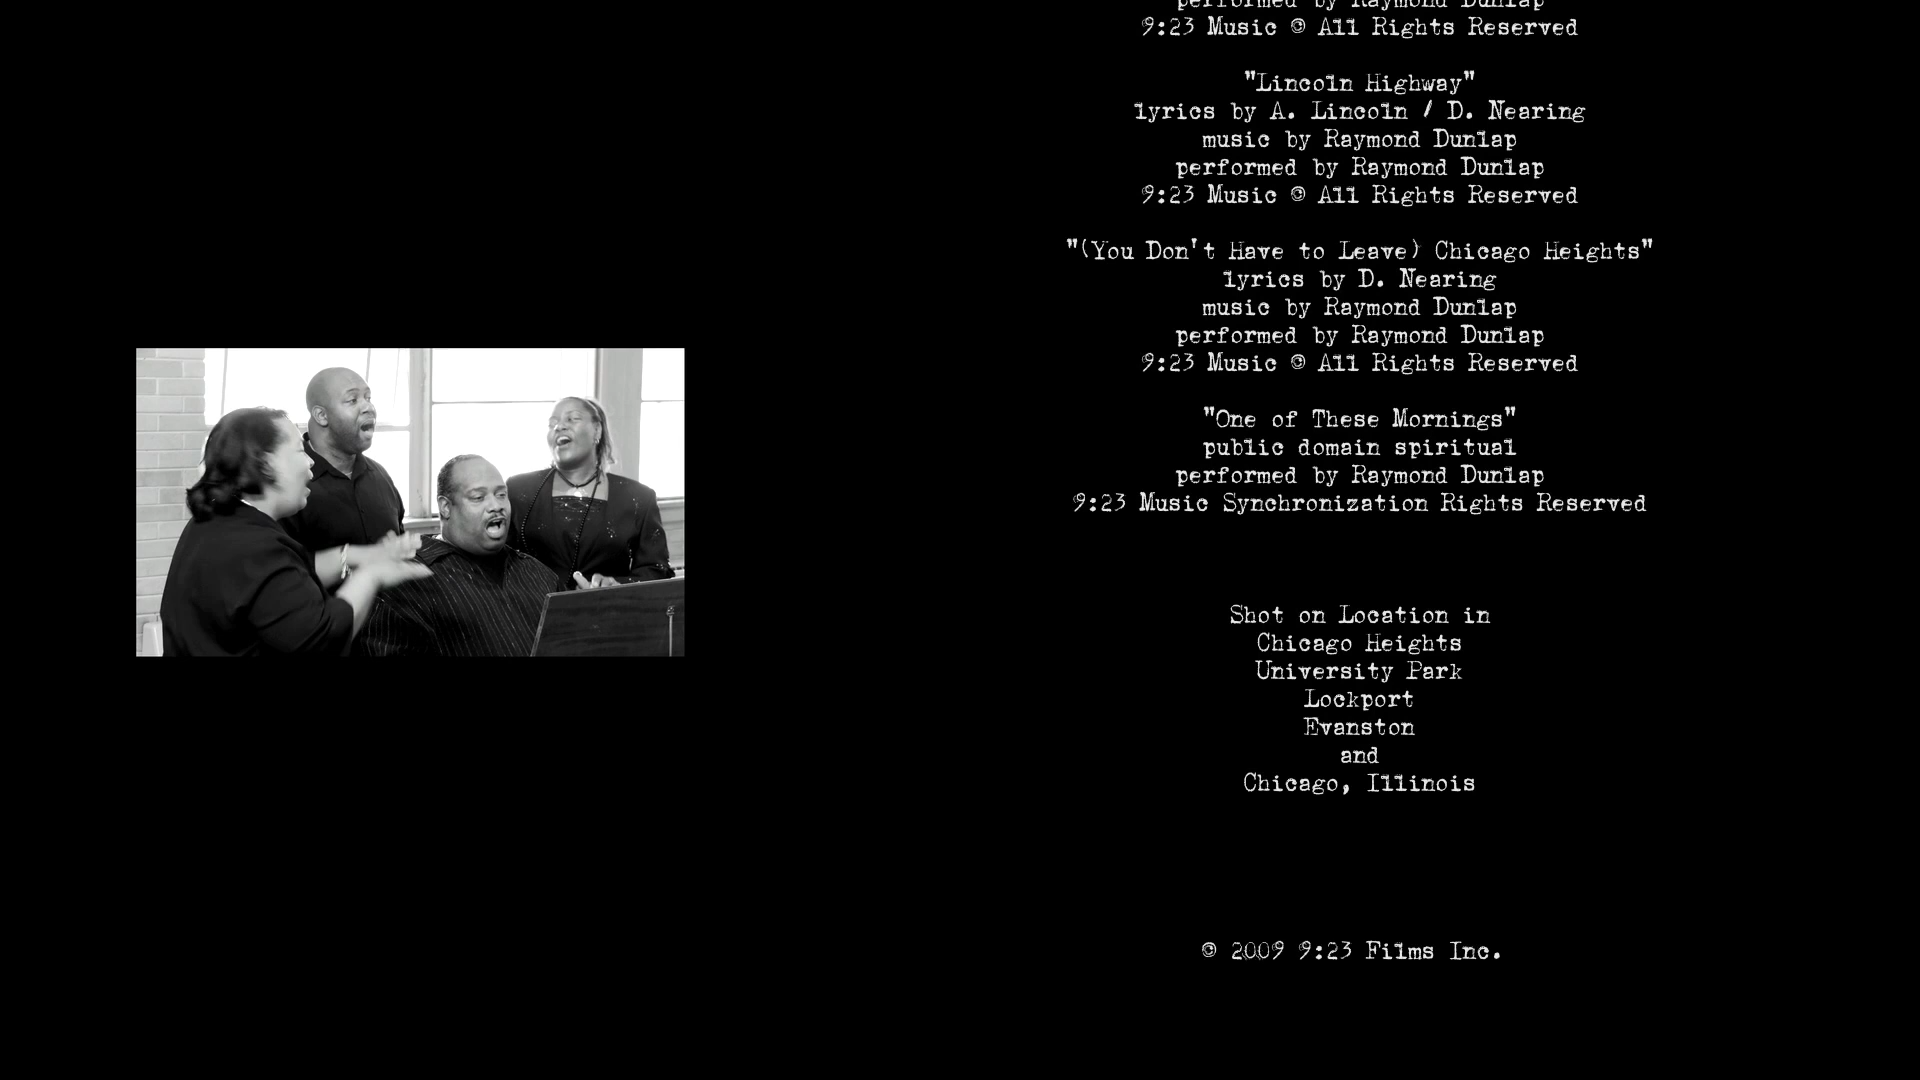 performed by Raymond Dunlap
9:23 Music © All Rights Reserved
"Lincoln Highway"
lyrics by A. Lincoln / D. Nearing
music by Raymond Dunlap
performed by Raymond Dunlap
9:23 Music © All Rights Reserved
"(You Don't Have to Leave) Chicago Heights"
lyrics by D. Nearing
music by Raymond Dunlap
performed by Raymond Dunlap
9:23 Music © All Rights Reserved
"One of These Mornings"
public domain spiritual
performed by Raymond Dunlap
9:23 Music Synchronization Rights Reserved
Shot on Location in
Chicago Heights
University Park
Lockport
Evanston
and
Chicago, Illinois
© 2009 9:23 Films Inc.